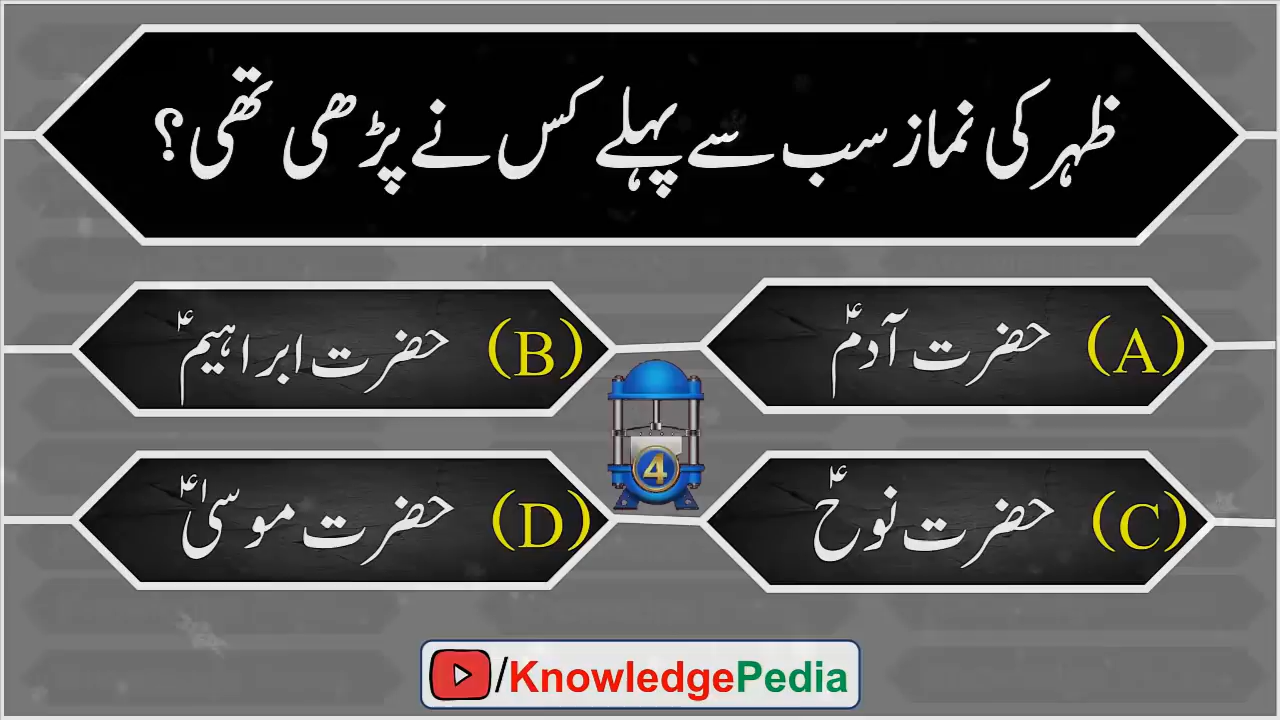 ظہر کی نماز سب سے پہلے کس نے پڑھی تھی؟
(A) حضرت آدمؑ
(B) حضرت ابراہیمؑ
(C) حضرت نوحؑ
(D) حضرت موسیٰؑ
4
/KnowledgePedia